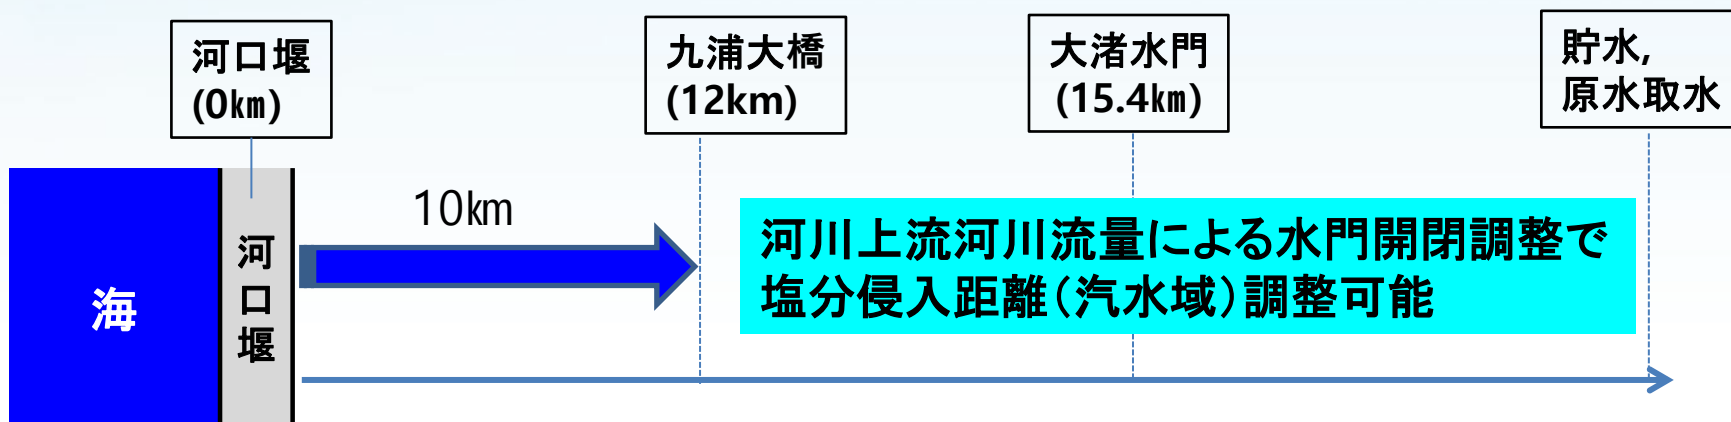 河口堰
(0㎞)
九浦大橋
(12km)
大渚水門
(15.4㎞)
貯水,
原水取水
10㎞
河川上流河川流量による水門開閉調整で
塩分侵入距離(汽水域)調整可能
海
河口堰